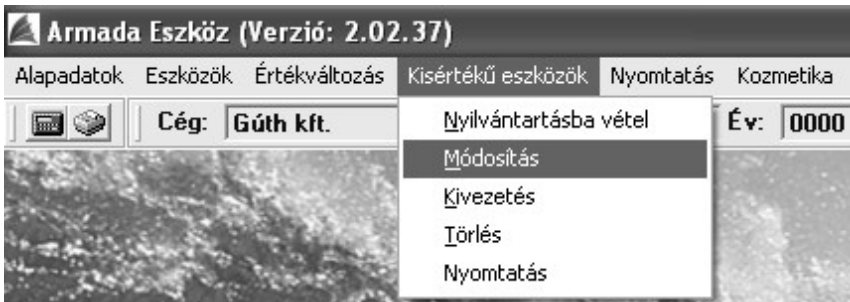 Armada Eszköz (Verzió: 2.02.37)
Alapadatok Eszközök Értékváltozás Kisértékű eszközök Nyomtatás Kozmetika
Cég: Gúth kft. Év: 0000
Nyilvántartásba vétel
Módosítás
Kivezetés
Törlés
Nyomtatás